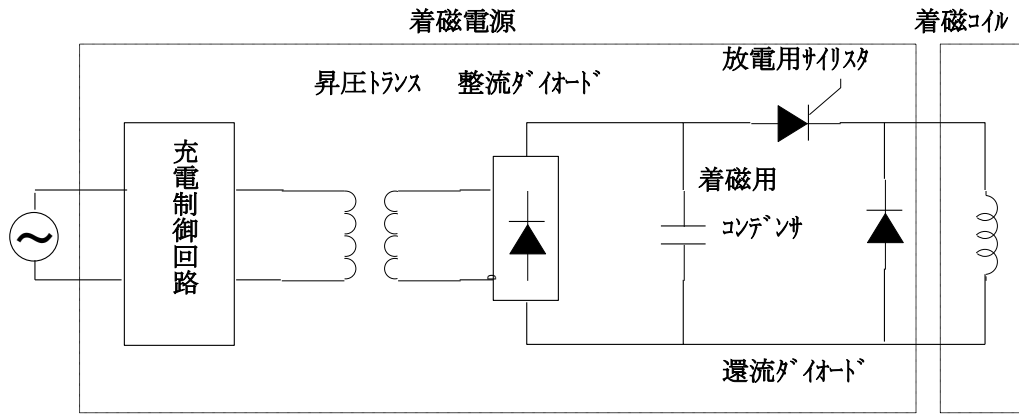 着磁電源
着磁ｺｲﾙ
放電用ｻｲﾘｽﾀ
昇圧ﾄﾗﾝｽ 整流ﾀﾞｲｵｰﾄﾞ
充電制御回路
着磁用
ｺﾝﾃﾞﾝｻ
還流ﾀﾞｲｵｰﾄﾞ